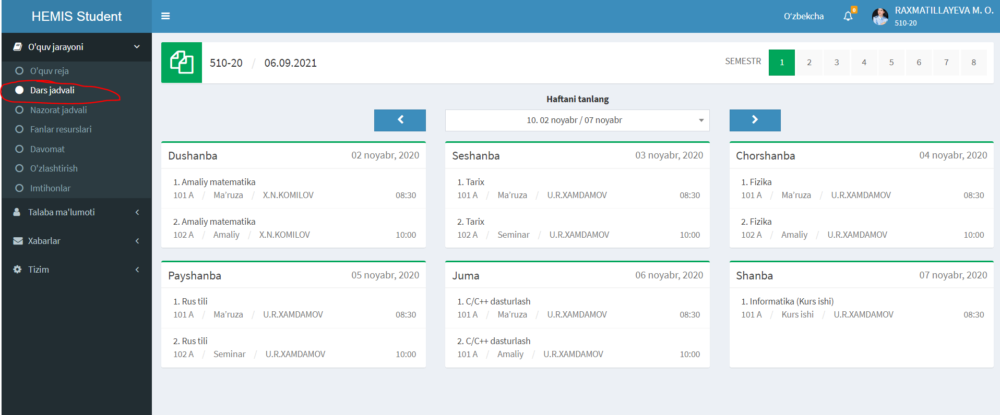 HEMIS Student
O‘zbekcha
0
RAXMATILLAYEVA M. O.
510-20
O'quv jarayoni
O'quv reja
Dars jadvali
Nazorat jadvali
Fanlar resurslari
Davomat
O'zlashtirish
Imtihonlar
Talaba ma'lumoti
Xabarlar
Tizim
510-20 / 06.09.2021
SEMESTR 1 2 3 4 5 6 7 8
Haftani tanlang
10. 02 noyabr / 07 noyabr
Dushanba 02 noyabr, 2020
1. Amaliy matematika
101 A / Ma’ruza / X.N.KOMILOV 08:30
2. Amaliy matematika
102 A / Amaliy / X.N.KOMILOV 10:00
Seshanba 03 noyabr, 2020
1. Tarix
101 A / Ma’ruza / U.R.XAMDAMOV 08:30
2. Tarix
102 A / Seminar / U.R.XAMDAMOV 10:00
Chorshanba 04 noyabr, 2020
1. Fizika
101 A / Ma’ruza / U.R.XAMDAMOV 08:30
2. Fizika
102 A / Amaliy / U.R.XAMDAMOV 10:00
Payshanba 05 noyabr, 2020
1. Rus tili
101 A / Ma’ruza / U.R.XAMDAMOV 08:30
2. Rus tili
102 A / Seminar / U.R.XAMDAMOV 10:00
Juma 06 noyabr, 2020
1. C/C++ dasturlash
101 A / Ma’ruza / U.R.XAMDAMOV 08:30
2. C/C++ dasturlash
101 A / Amaliy / U.R.XAMDAMOV 10:00
Shanba 07 noyabr, 2020
1. Informatika (Kurs ishi)
101 A / Kurs ishi / U.R.XAMDAMOV 08:30